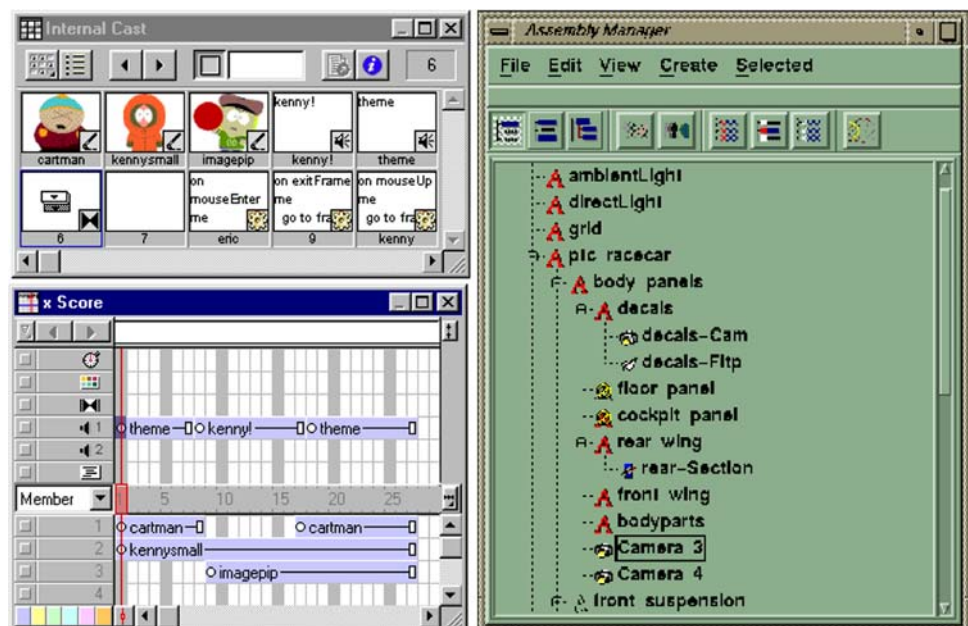 Internal Cast
6
kenny!
theme
cartman
kennysmall
imagepip
kenny!
theme
on
mouseEnter
me
on exitFrame
me
go to fra
on mouseUp
me
go to fra
6
7
eric
9
kenny
x Score
1
theme
kenny!
theme
2
Member
5
10
15
20
25
1
cartman
cartman
2
kennysmall
3
imagepip
4
Assembly Manager
File Edit View Create Selected
ambientLight
directLight
grid
pic racecar
body panels
decals
decals-Cam
decals-Fltp
floor panel
cockpit panel
rear wing
rear-Section
front wing
bodyparts
Camera 3
Camera 4
front suspension